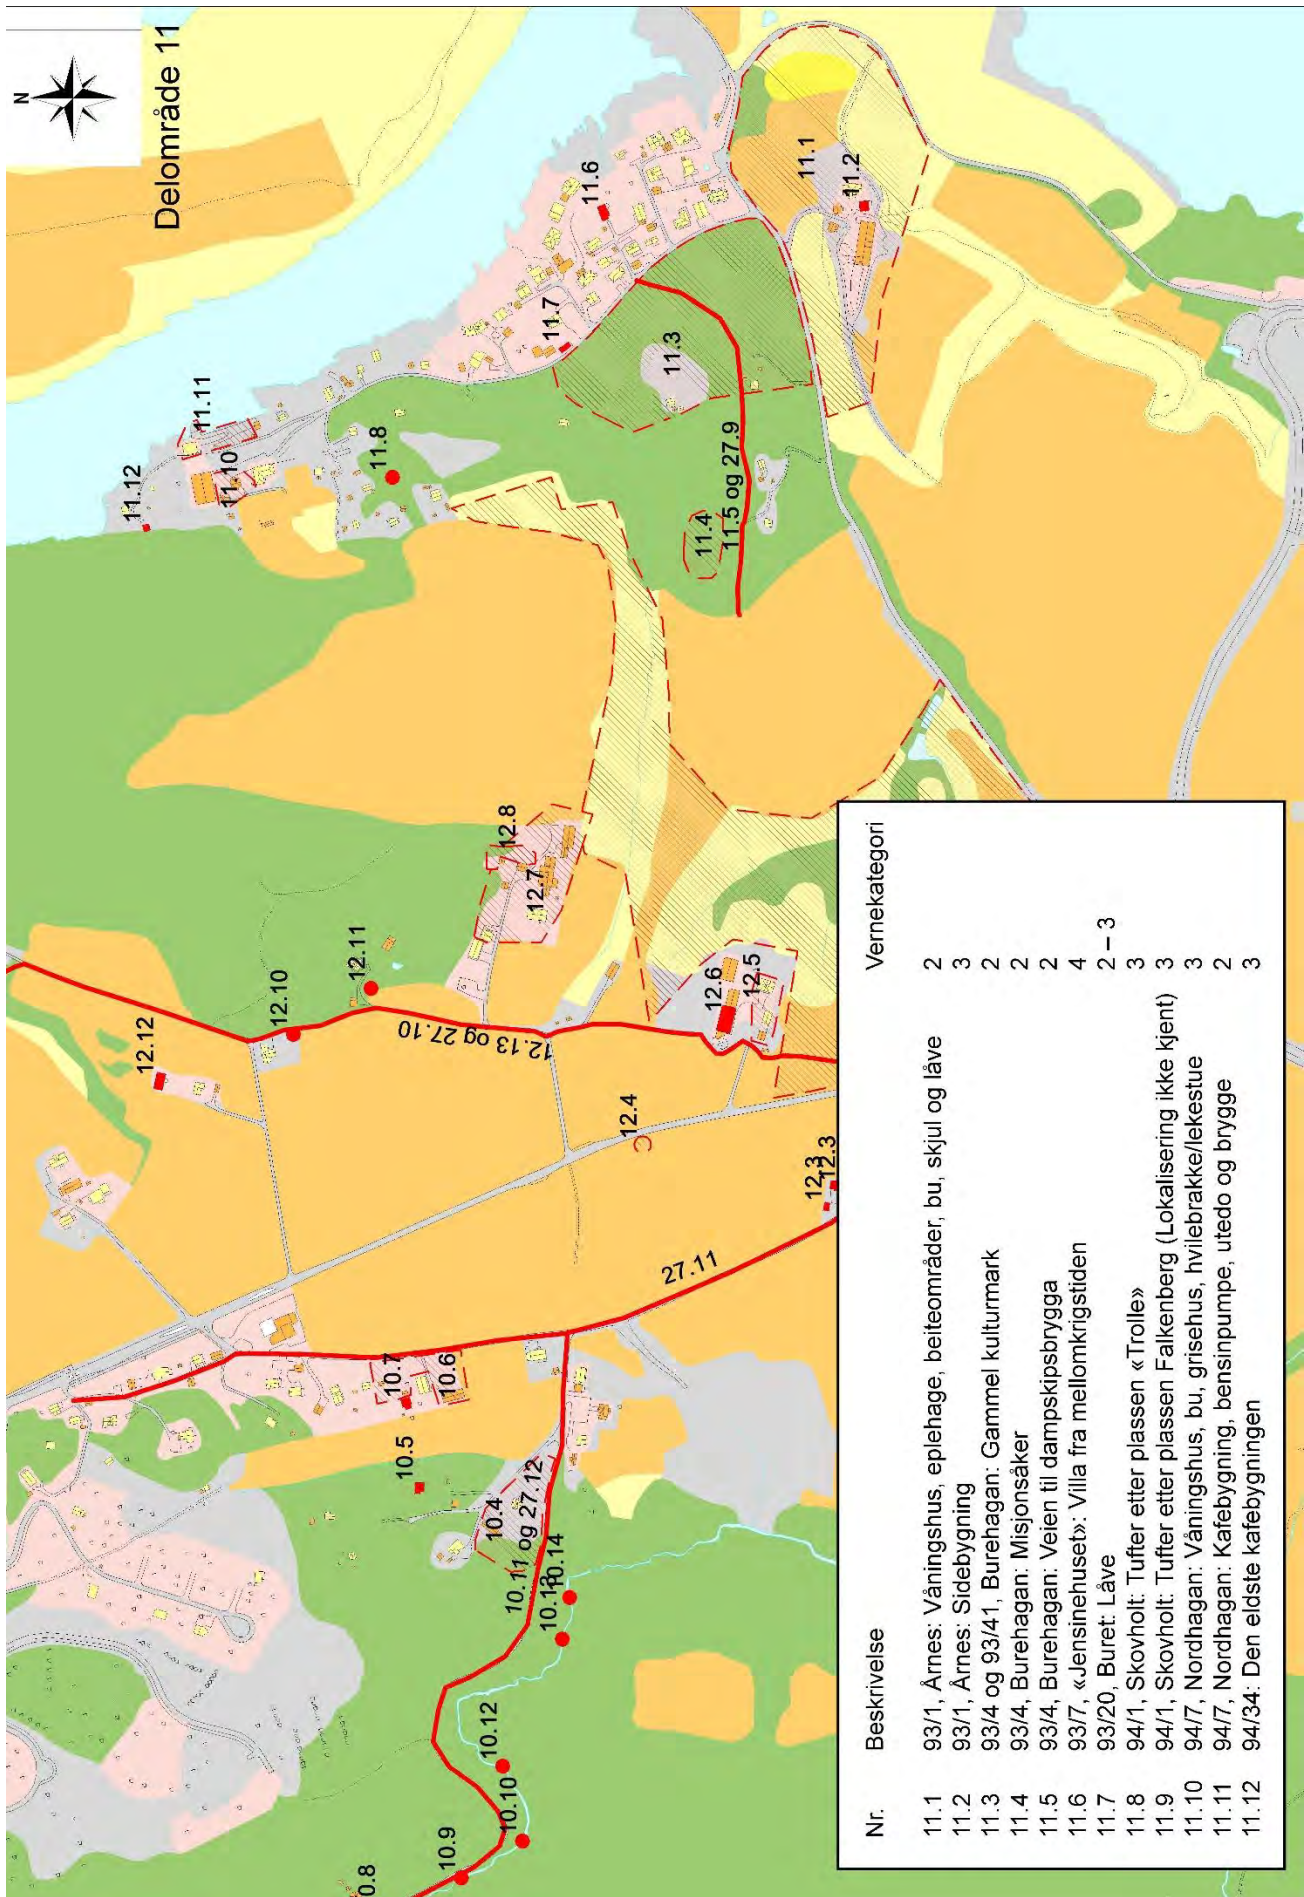 Delområde 11
N
11.12
11.11
11.10
11.8
11.7
11.6
11.3
11.4
11.5 og 27.9
11.1
11.2
12.12
12.10
12.11
12.13 og 27.10
12.8
12.7
12.6
12.5
12.4
12.3
12.3
27.11
10.7
10.6
10.5
10.4
10.11 og 27.12
10.13
10.14
10.12
10.10
10.9
0.8
Nr. Beskrivelse Vernekategori
11.1 93/1, Årnes: Våningshus, eplehage, beiteområder, bu, skjul og låve 2
11.2 93/1, Årnes: Sidebygning 3
11.3 93/4 og 93/41, Burehagan: Gammel kulturmark 2
11.4 93/4, Burehagan: Misjonsåker 2
11.5 93/4, Burehagan: Veien til dampskipsbrygga 2
11.6 93/7, «Jensinehuset»: Villa fra mellomkrigstiden 4
11.7 93/20, Buret: Låve 2 – 3
11.8 94/1, Skovholt: Tufter etter plassen «Trolle» 3
11.9 94/1, Skovholt: Tufter etter plassen Falkenberg (Lokalisering ikke kjent) 3
11.10 94/7, Nordhagan: Våningshus, bu, grisehus, hvilebrakke/lekestue 3
11.11 94/7, Nordhagan: Kafebygning, bensinpumpe, utedo og brygge 2
11.12 94/34: Den eldste kafebygningen 3